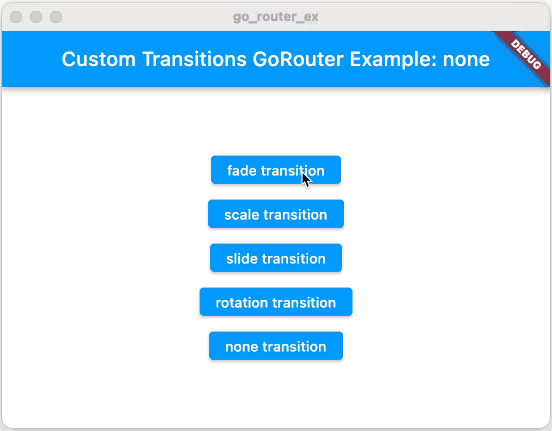 go_router_ex
Custom Transitions GoRouter Example: none
DEBUG
fade transition
scale transition
slide transition
rotation transition
none transition